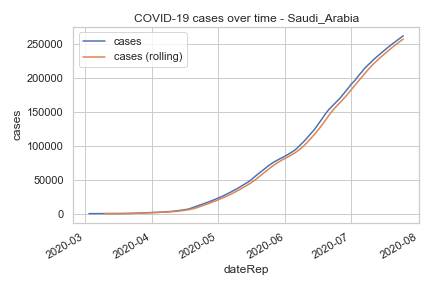 COVID-19 cases over time - Saudi_Arabia
cases
cases (rolling)
cases
250000
200000
150000
100000
50000
0
2020-03
2020-04
2020-05
2020-06
2020-07
2020-08
dateRep